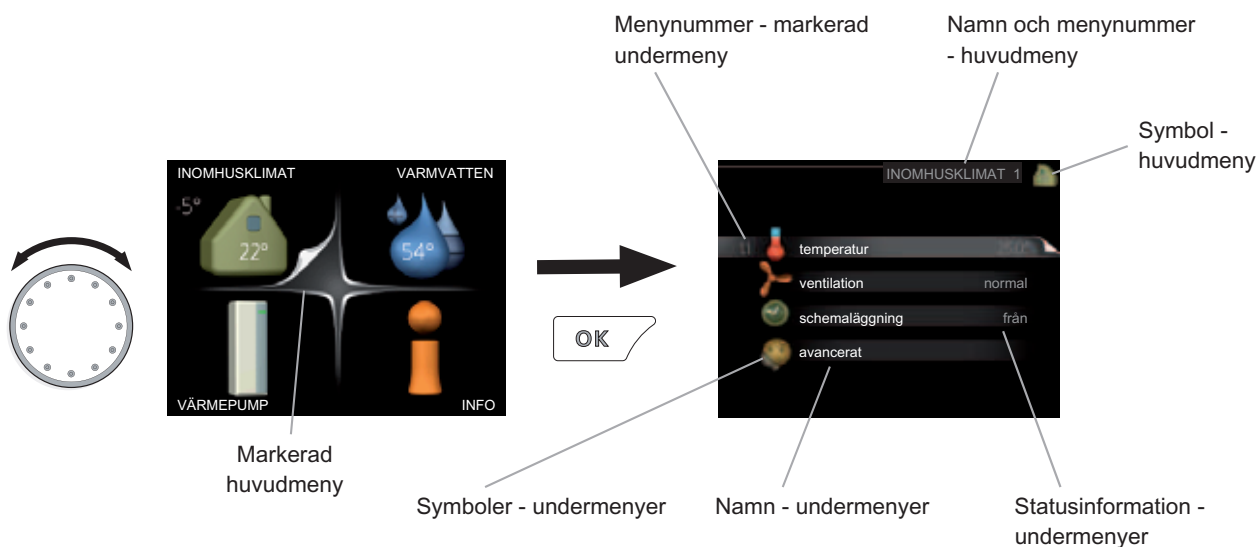 Menynummer - markerad
undermeny
Namn och menynummer
- huvudmeny
Symbol -
huvudmeny
INOMHUSKLIMAT
VARMVATTEN
-5°
22°
54°
VÄRMEPUMP
INFO
OK
INOMHUSKLIMAT 1
temperatur
ventilation
normal
schemaläggning
från
avancerat
Markerad
huvudmeny
Symboler - undermenyer
Namn - undermenyer
Statusinformation -
undermenyer